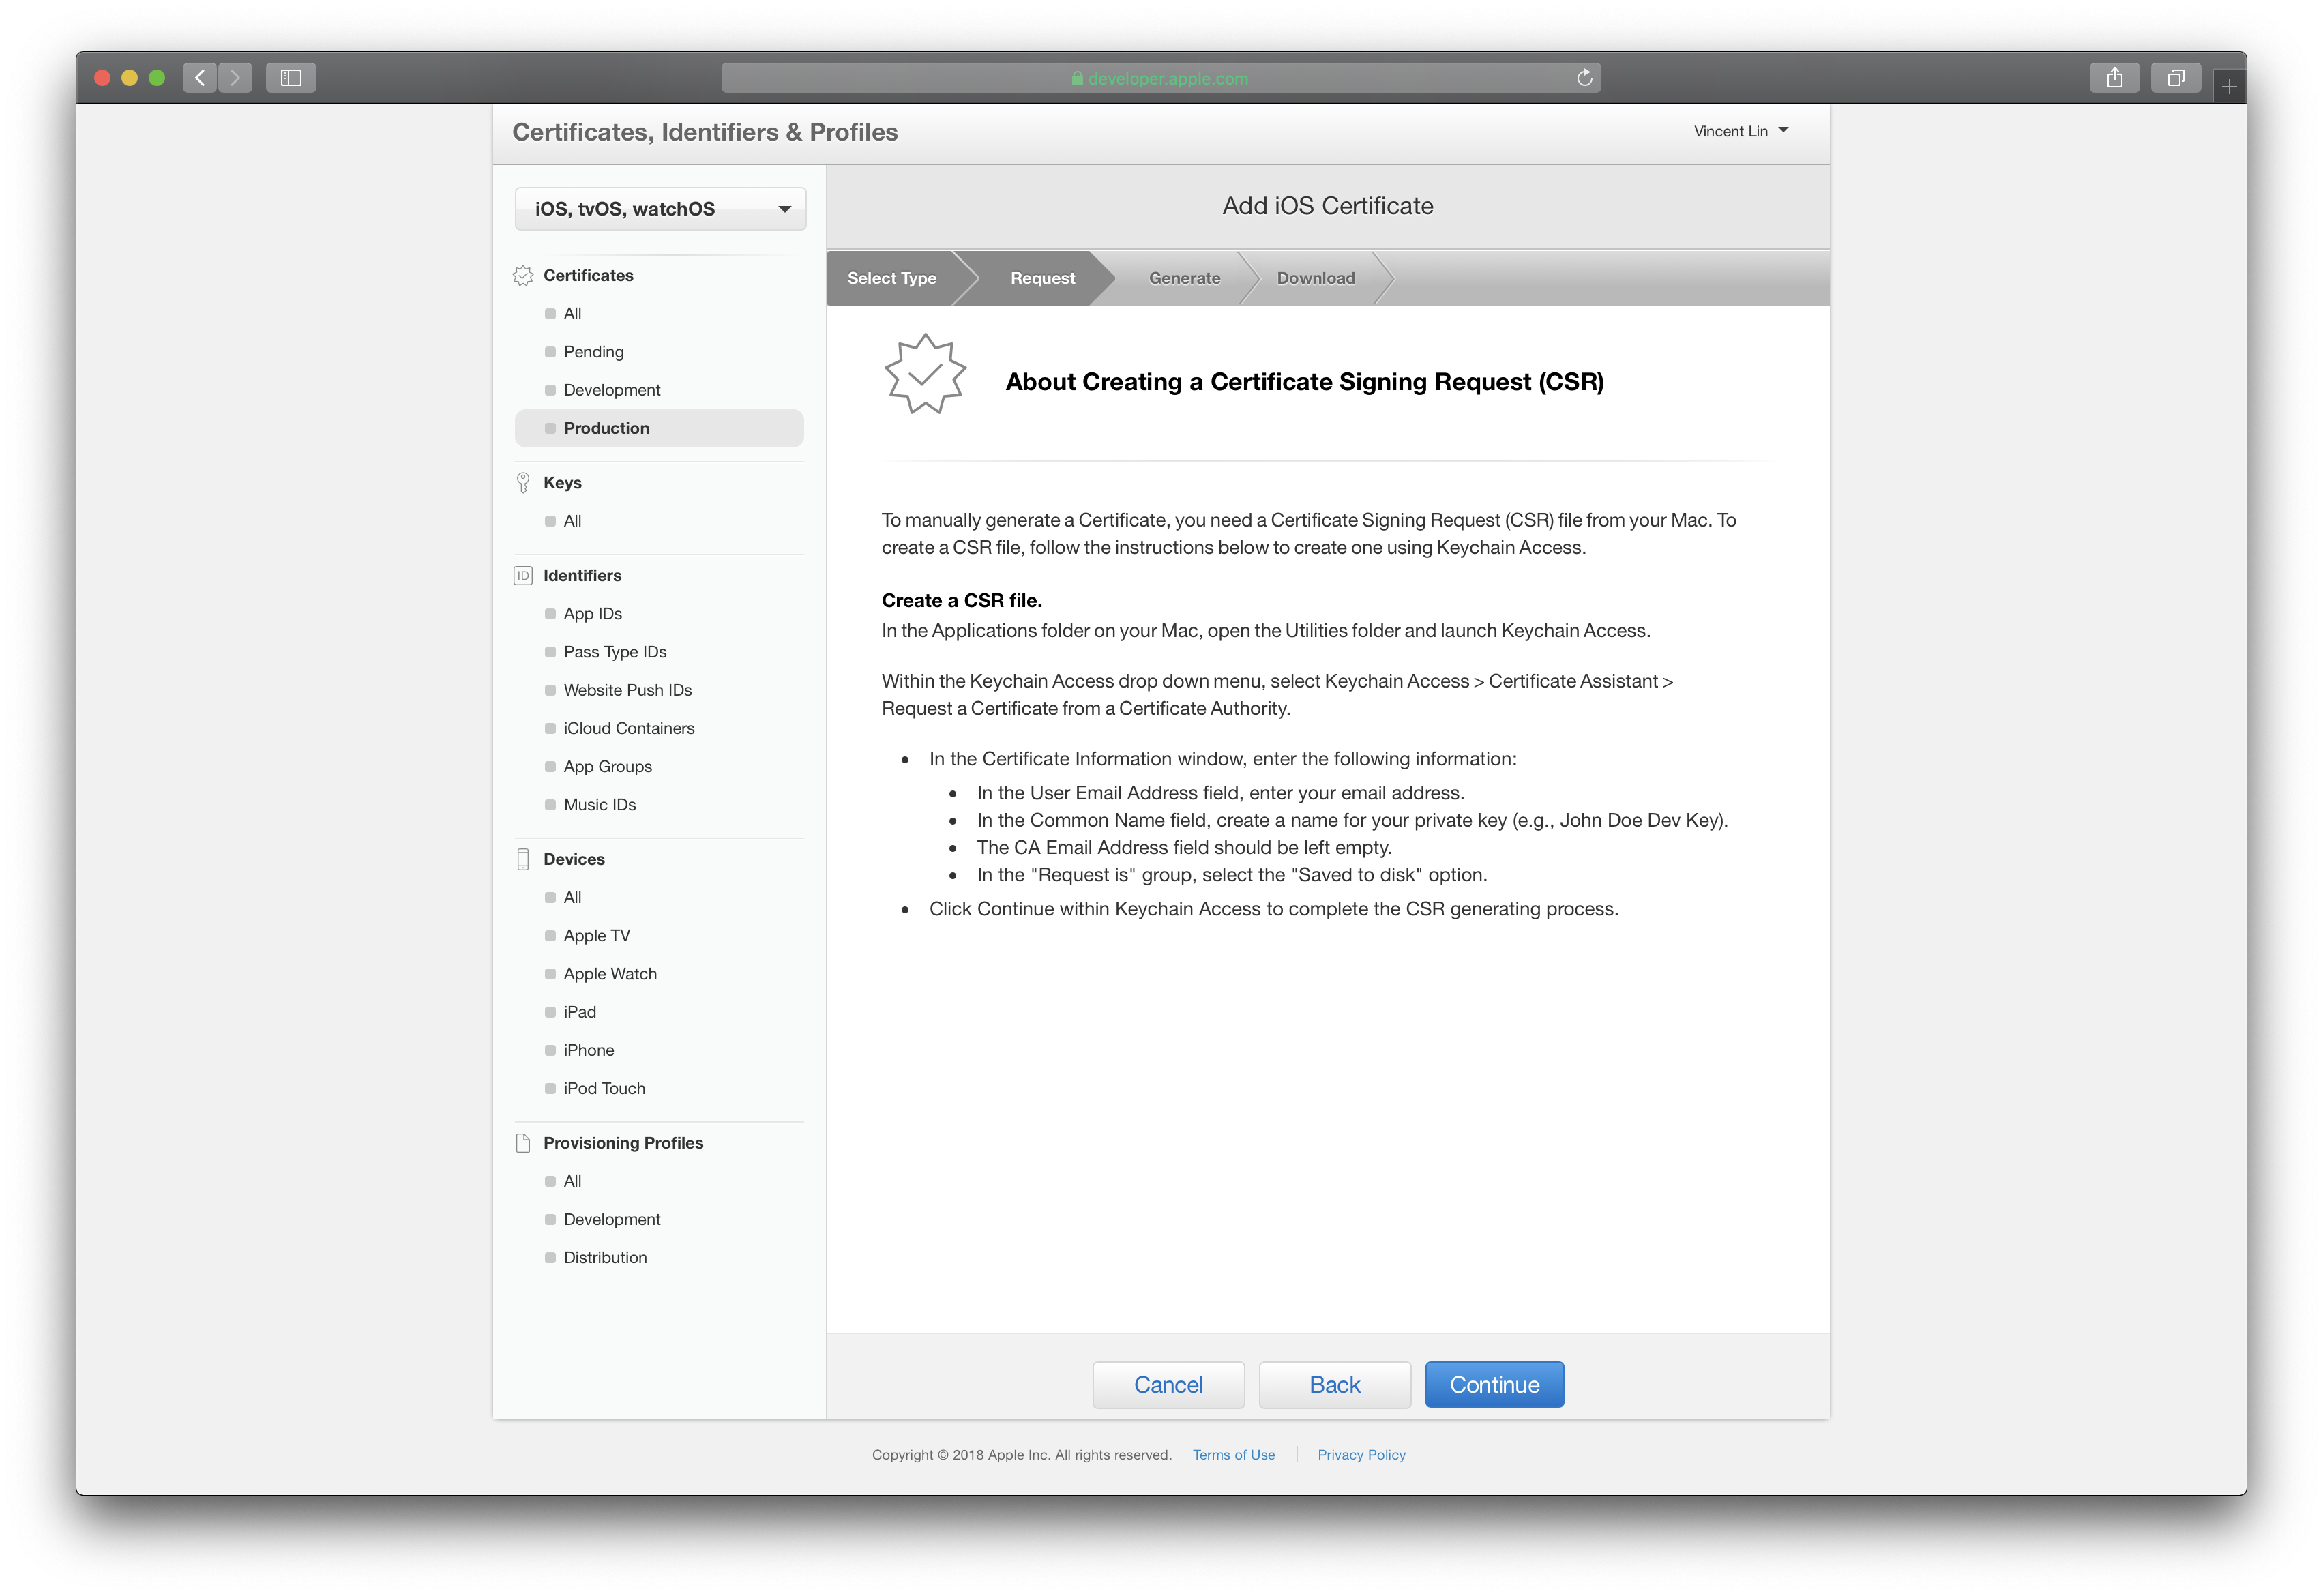 developer.apple.com
Certificates, Identifiers & Profiles
Vincent Lin
iOS, tvOS, watchOS
Certificates
All
Pending
Development
Production
Keys
All
ID
Identifiers
App IDs
Pass Type IDs
Website Push IDs
iCloud Containers
App Groups
Music IDs
Devices
All
Apple TV
Apple Watch
iPad
iPhone
iPod Touch
Provisioning Profiles
All
Development
Distribution
Add iOS Certificate
Select Type
Request
Generate
Download
About Creating a Certificate Signing Request (CSR)
To manually generate a Certificate, you need a Certificate Signing Request (CSR) file from your Mac. To
create a CSR file, follow the instructions below to create one using Keychain Access.
Create a CSR file.
In the Applications folder on your Mac, open the Utilities folder and launch Keychain Access.
Within the Keychain Access drop down menu, select Keychain Access > Certificate Assistant >
Request a Certificate from a Certificate Authority.
• In the Certificate Information window, enter the following information:
• In the User Email Address field, enter your email address.
• In the Common Name field, create a name for your private key (e.g., John Doe Dev Key).
• The CA Email Address field should be left empty.
• In the "Request is" group, select the "Saved to disk" option.
• Click Continue within Keychain Access to complete the CSR generating process.
Cancel
Back
Continue
Copyright © 2018 Apple Inc. All rights reserved. Terms of Use | Privacy Policy